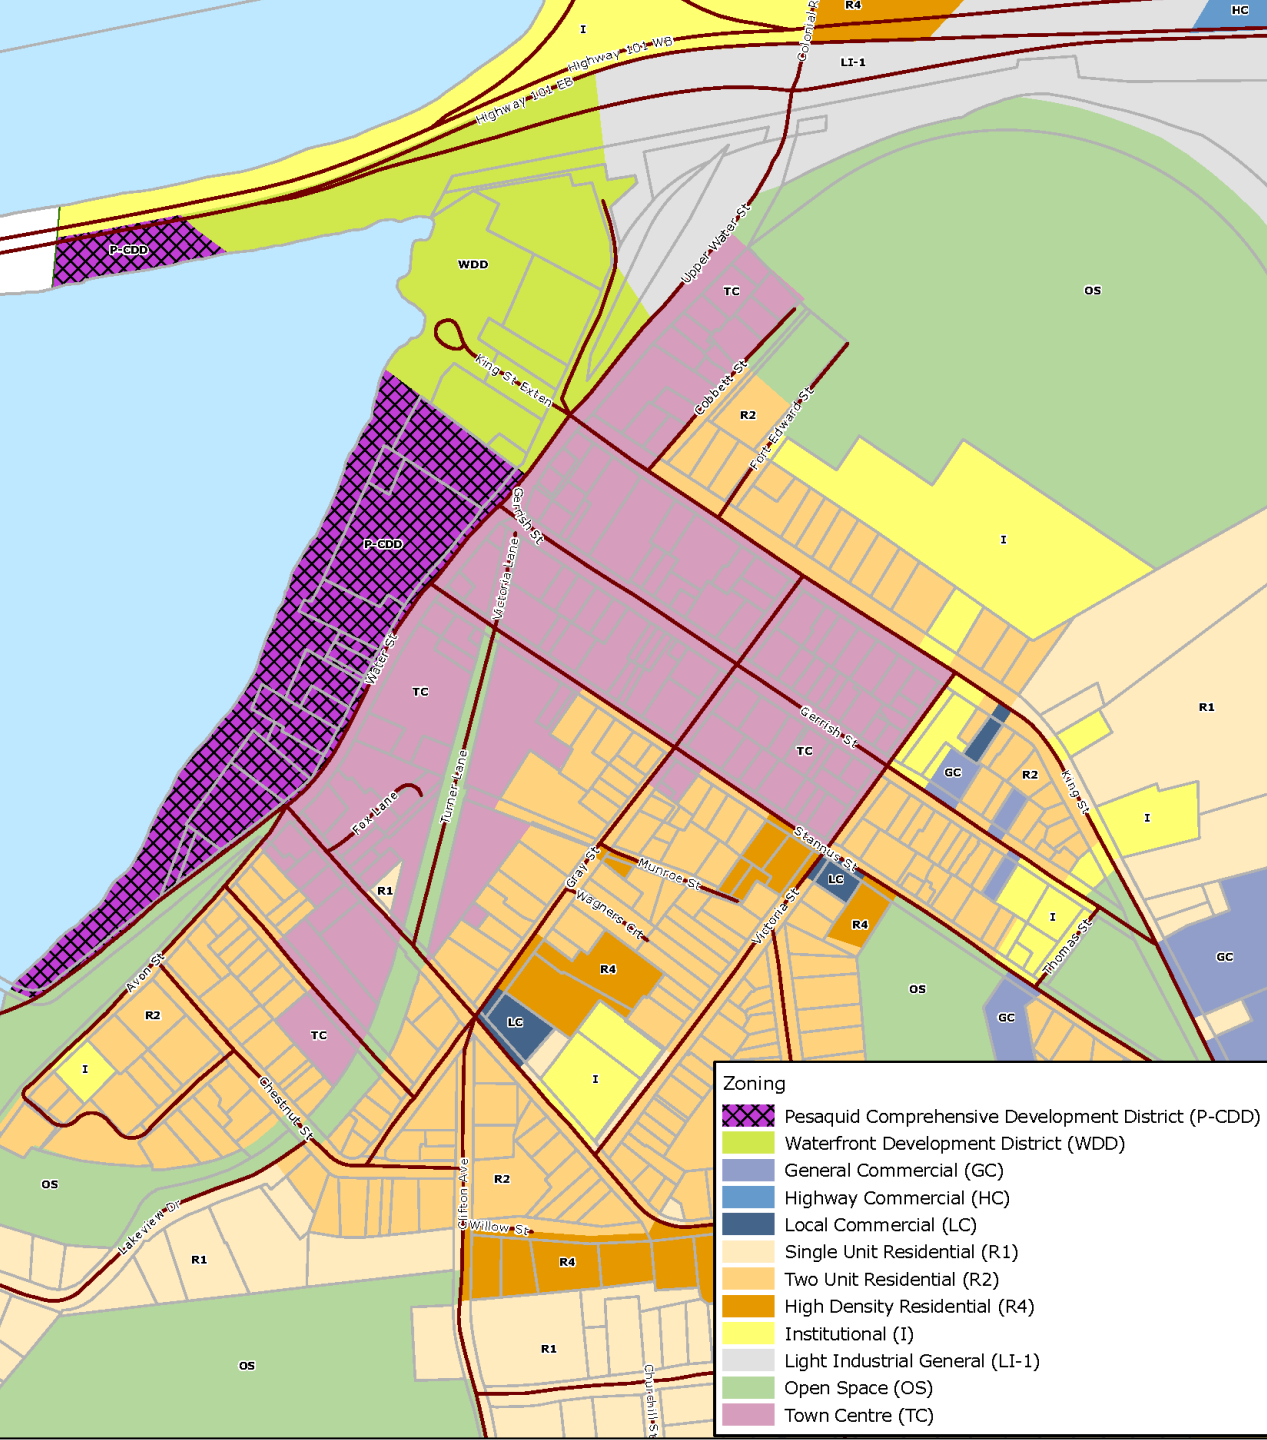 R4
HC
I
Highway 101 WB
LI-1
Highway 101 EB
Upper Water St
P-CDD
WDD
TC
OS
King St Exten
Cobbett St
R2
Fort Edward St
Gerrish St
I
P-CDD
Victoria Lane
Water St
TC
R1
Gerrish St
TC
GC
R2
King St
Turner Lane
Fox Lane
I
Stannus St
Gray St
Munroe St
LC
R1
Wagners Crt
Victoria St
R4
I
Thomas St
Avon St
R4
GC
OS
R2
LC
GC
TC
I
I
Chestnut St
Zoning
Pesaquid Comprehensive Development District (P-CDD)
Waterfront Development District (WDD)
General Commercial (GC)
Highway Commercial (HC)
Local Commercial (LC)
Single Unit Residential (R1)
Two Unit Residential (R2)
High Density Residential (R4)
Institutional (I)
Light Industrial General (LI-1)
Open Space (OS)
Town Centre (TC)
OS
R2
Clifton Ave
Lakeview Dr
Willow St
R1
R4
R1
OS
Churchill St